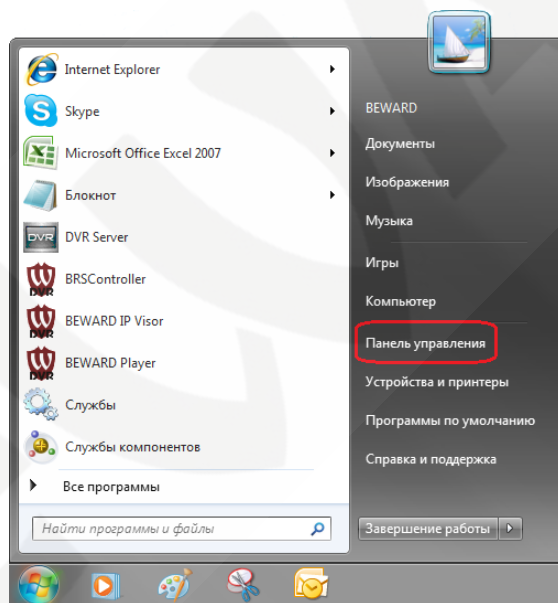 Internet Explorer
Skype
Microsoft Office Excel 2007
Блокнот
DVR Server
BRSController
BEWARD IP Visor
BEWARD Player
Службы
Службы компонентов
Все программы
Найти программы и файлы
BEWARD
Документы
Изображения
Музыка
Игры
Компьютер
Панель управления
Устройства и принтеры
Программы по умолчанию
Справка и поддержка
Завершение работы